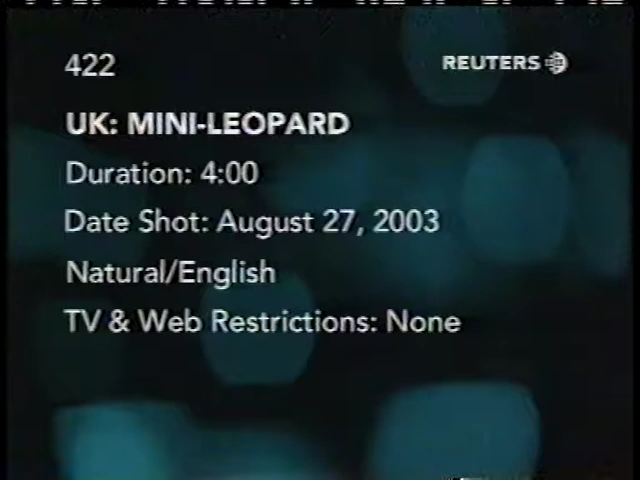 422
REUTERS
UK: MINI-LEOPARD
Duration: 4:00
Date Shot: August 27, 2003
Natural/English
TV & Web Restrictions: None